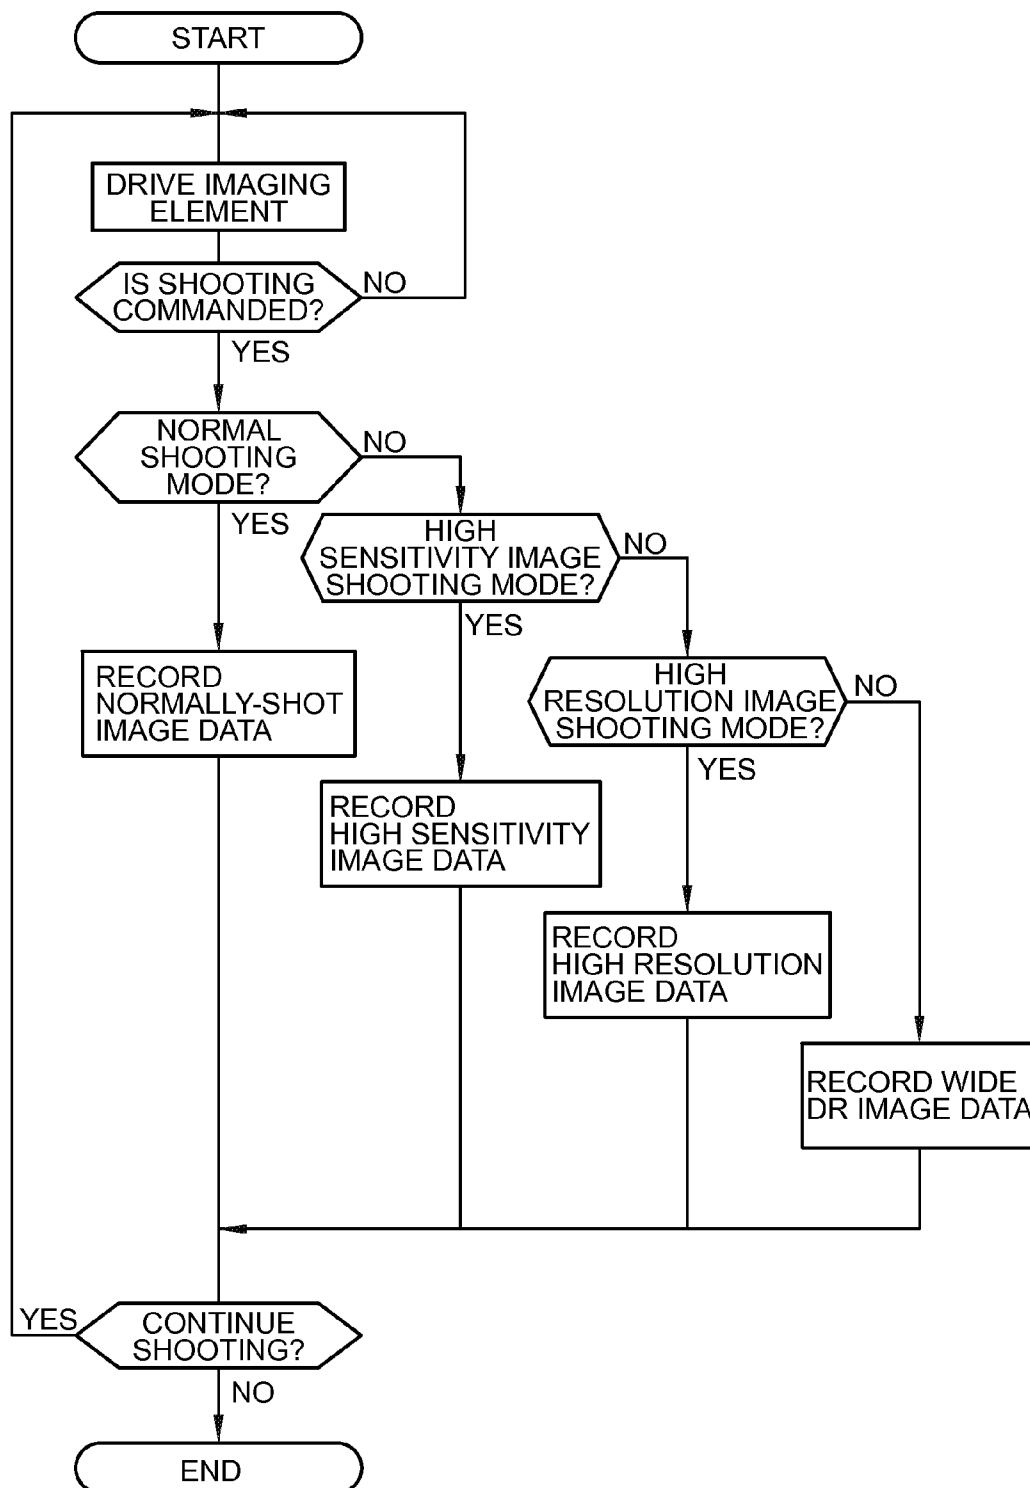 START
DRIVE IMAGING
ELEMENT
IS SHOOTING
COMMANDED?
NO
YES
NORMAL
SHOOTING
MODE?
NO
YES
HIGH
SENSITIVITY IMAGE
SHOOTING MODE?
NO
YES
RECORD
NORMALLY-SHOT
IMAGE DATA
HIGH
RESOLUTION IMAGE
SHOOTING MODE?
NO
YES
RECORD
HIGH SENSITIVITY
IMAGE DATA
RECORD
HIGH RESOLUTION
IMAGE DATA
RECORD WIDE
DR IMAGE DATA
YES
CONTINUE
SHOOTING?
NO
END